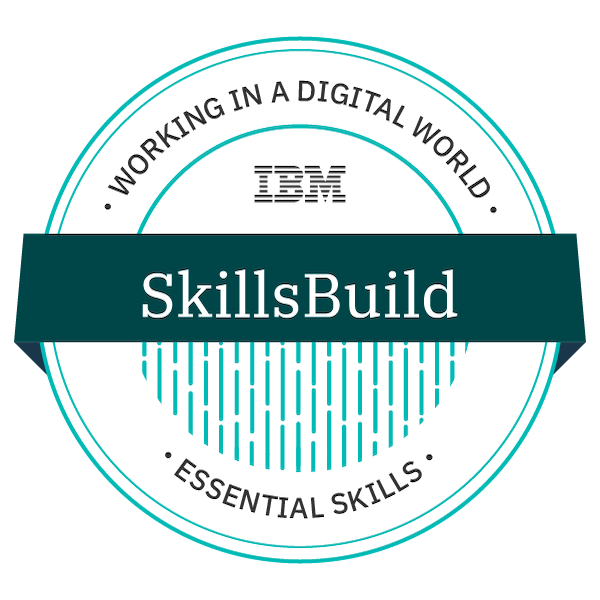 • WORKING IN A DIGITAL WORLD •
IBM
SkillsBuild
• ESSENTIAL SKILLS •